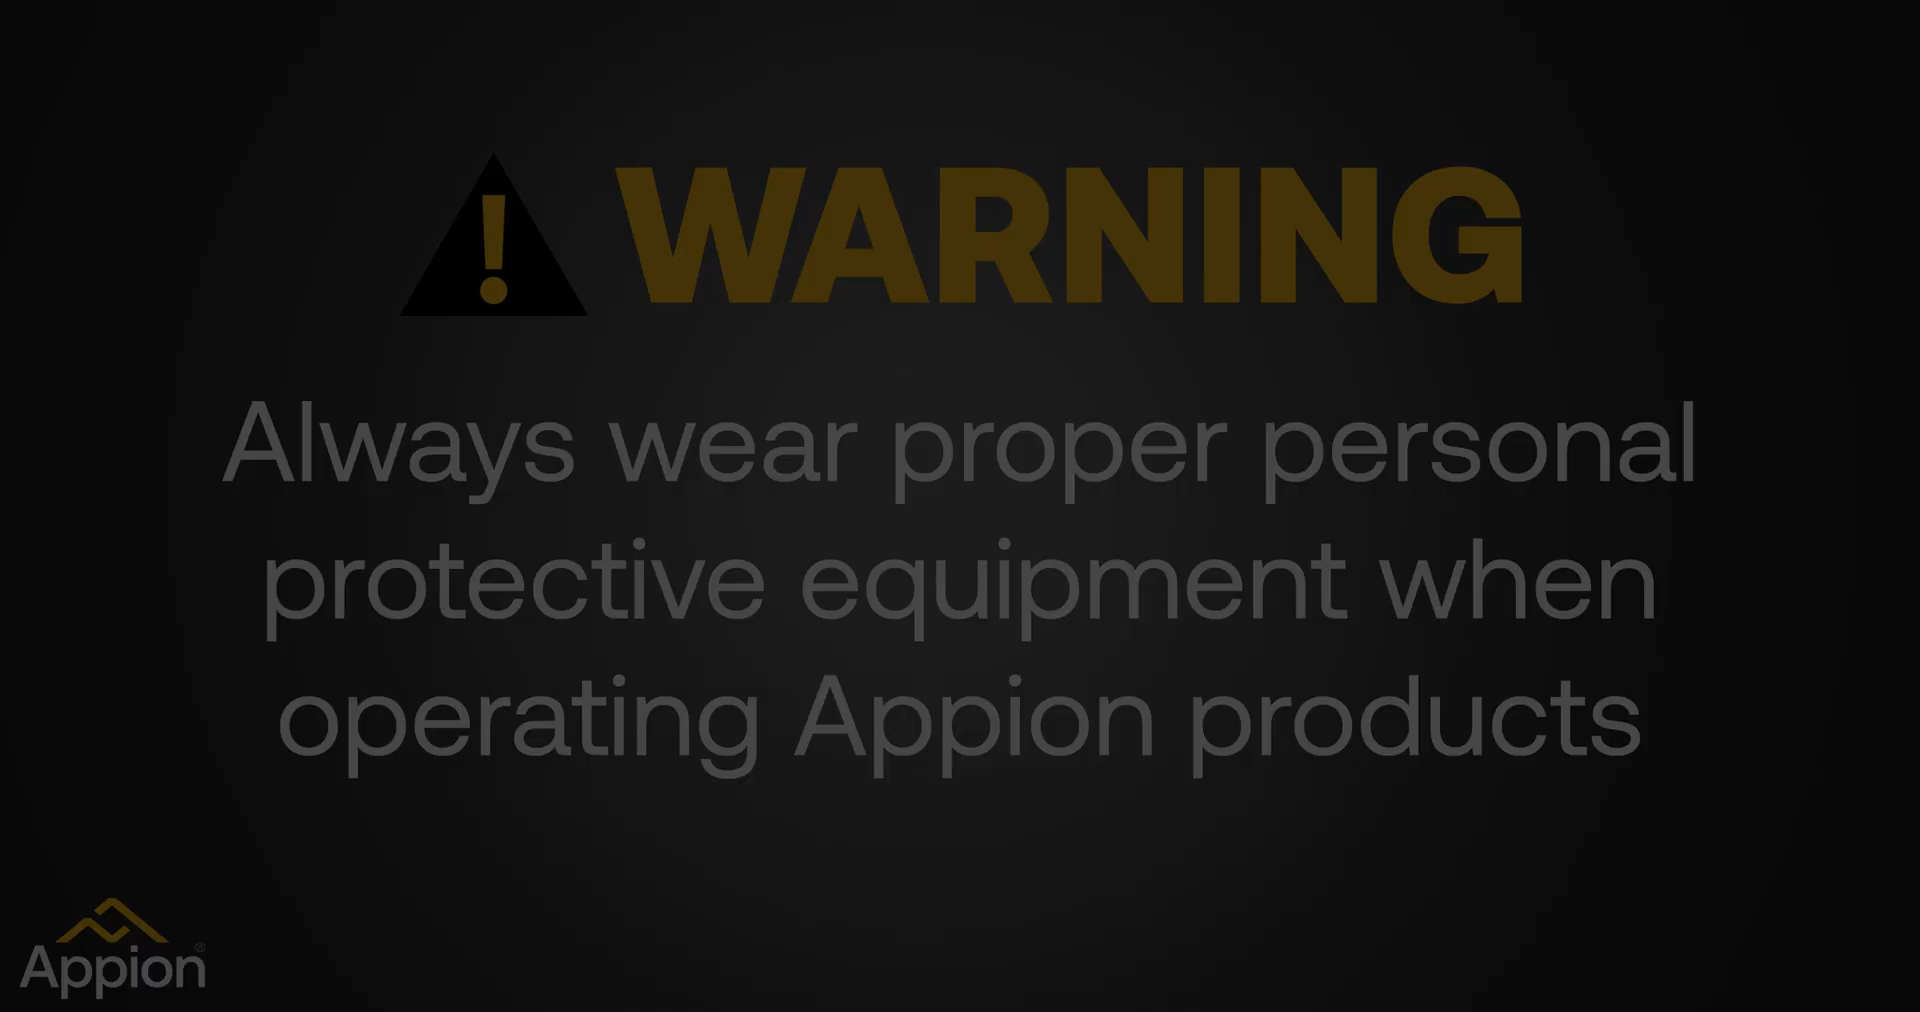 ! WARNING
Always wear proper personal
protective equipment when
operating Appion products
Appion®